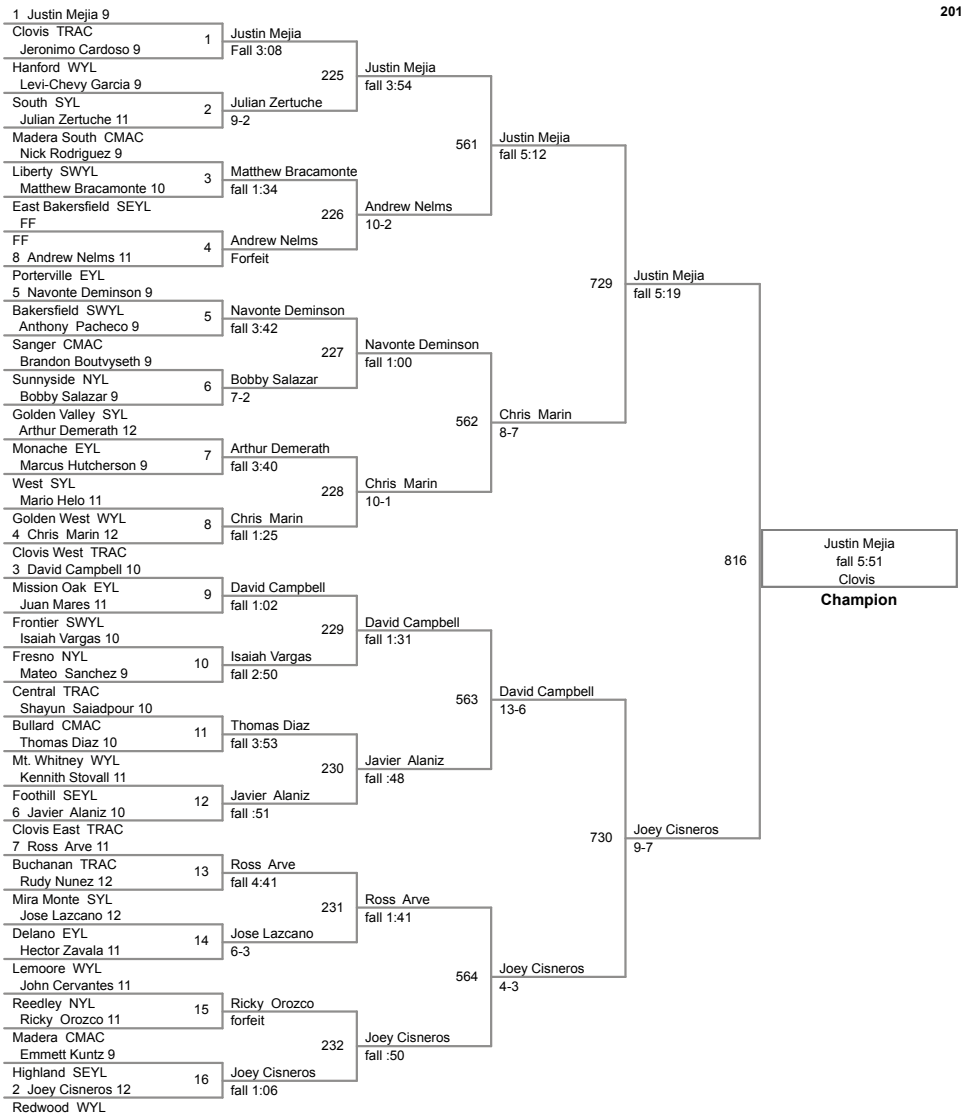 201
1 Justin Mejia 9
Clovis TRAC
Jeronimo Cardoso 9
Hanford WYL
Levi-Chevy Garcia 9
South SYL
Julian Zertuche 11
Madera South CMAC
Nick Rodriguez 9
Liberty SWYL
Matthew Bracamonte 10
East Bakersfield SEYL
FF
FF
8 Andrew Nelms 11
Porterville EYL
5 Navonte Deminson 9
Bakersfield SWYL
Anthony Pacheco 9
Sanger CMAC
Brandon Boutvyseth 9
Sunnyside NYL
Bobby Salazar 9
Golden Valley SYL
Arthur Demerath 12
Monache EYL
Marcus Hutcherson 9
West SYL
Mario Helo 11
Golden West WYL
4 Chris Marin 12
Clovis West TRAC
3 David Campbell 10
Mission Oak EYL
Juan Mares 11
Frontier SWYL
Isaiah Vargas 10
Fresno NYL
Mateo Sanchez 9
Central TRAC
Shayun Saiadpour 10
Bullard CMAC
Thomas Diaz 10
Mt. Whitney WYL
Kennith Stovall 11
Foothill SEYL
6 Javier Alaniz 10
Clovis East TRAC
7 Ross Arve 11
Buchanan TRAC
Rudy Nunez 12
Mira Monte SYL
Jose Lazcano 12
Delano EYL
Hector Zavala 11
Lemoore WYL
John Cervantes 11
Reedley NYL
Ricky Orozco 11
Madera CMAC
Emmett Kuntz 9
Highland SEYL
2 Joey Cisneros 12
Redwood WYL
1
Justin Mejia
Fall 3:08
2
Julian Zertuche
9-2
3
Matthew Bracamonte
fall 1:34
4
Andrew Nelms
Forfeit
5
Navonte Deminson
fall 3:42
6
Bobby Salazar
7-2
7
Arthur Demerath
fall 3:40
8
Chris Marin
fall 1:25
9
David Campbell
fall 1:02
10
Isaiah Vargas
fall 2:50
11
Thomas Diaz
fall 3:53
12
Javier Alaniz
fall :51
13
Ross Arve
fall 4:41
14
Jose Lazcano
6-3
15
Ricky Orozco
forfeit
16
Joey Cisneros
fall 1:06
225
Justin Mejia
fall 3:54
226
Andrew Nelms
10-2
227
Navonte Deminson
fall 1:00
228
Chris Marin
10-1
229
David Campbell
fall 1:31
230
Javier Alaniz
fall :48
231
Ross Arve
fall 1:41
232
Joey Cisneros
fall :50
561
Justin Mejia
fall 5:12
562
Chris Marin
8-7
563
David Campbell
13-6
564
Joey Cisneros
4-3
729
Justin Mejia
fall 5:19
730
Joey Cisneros
9-7
816
Justin Mejia
fall 5:51
Clovis
Champion